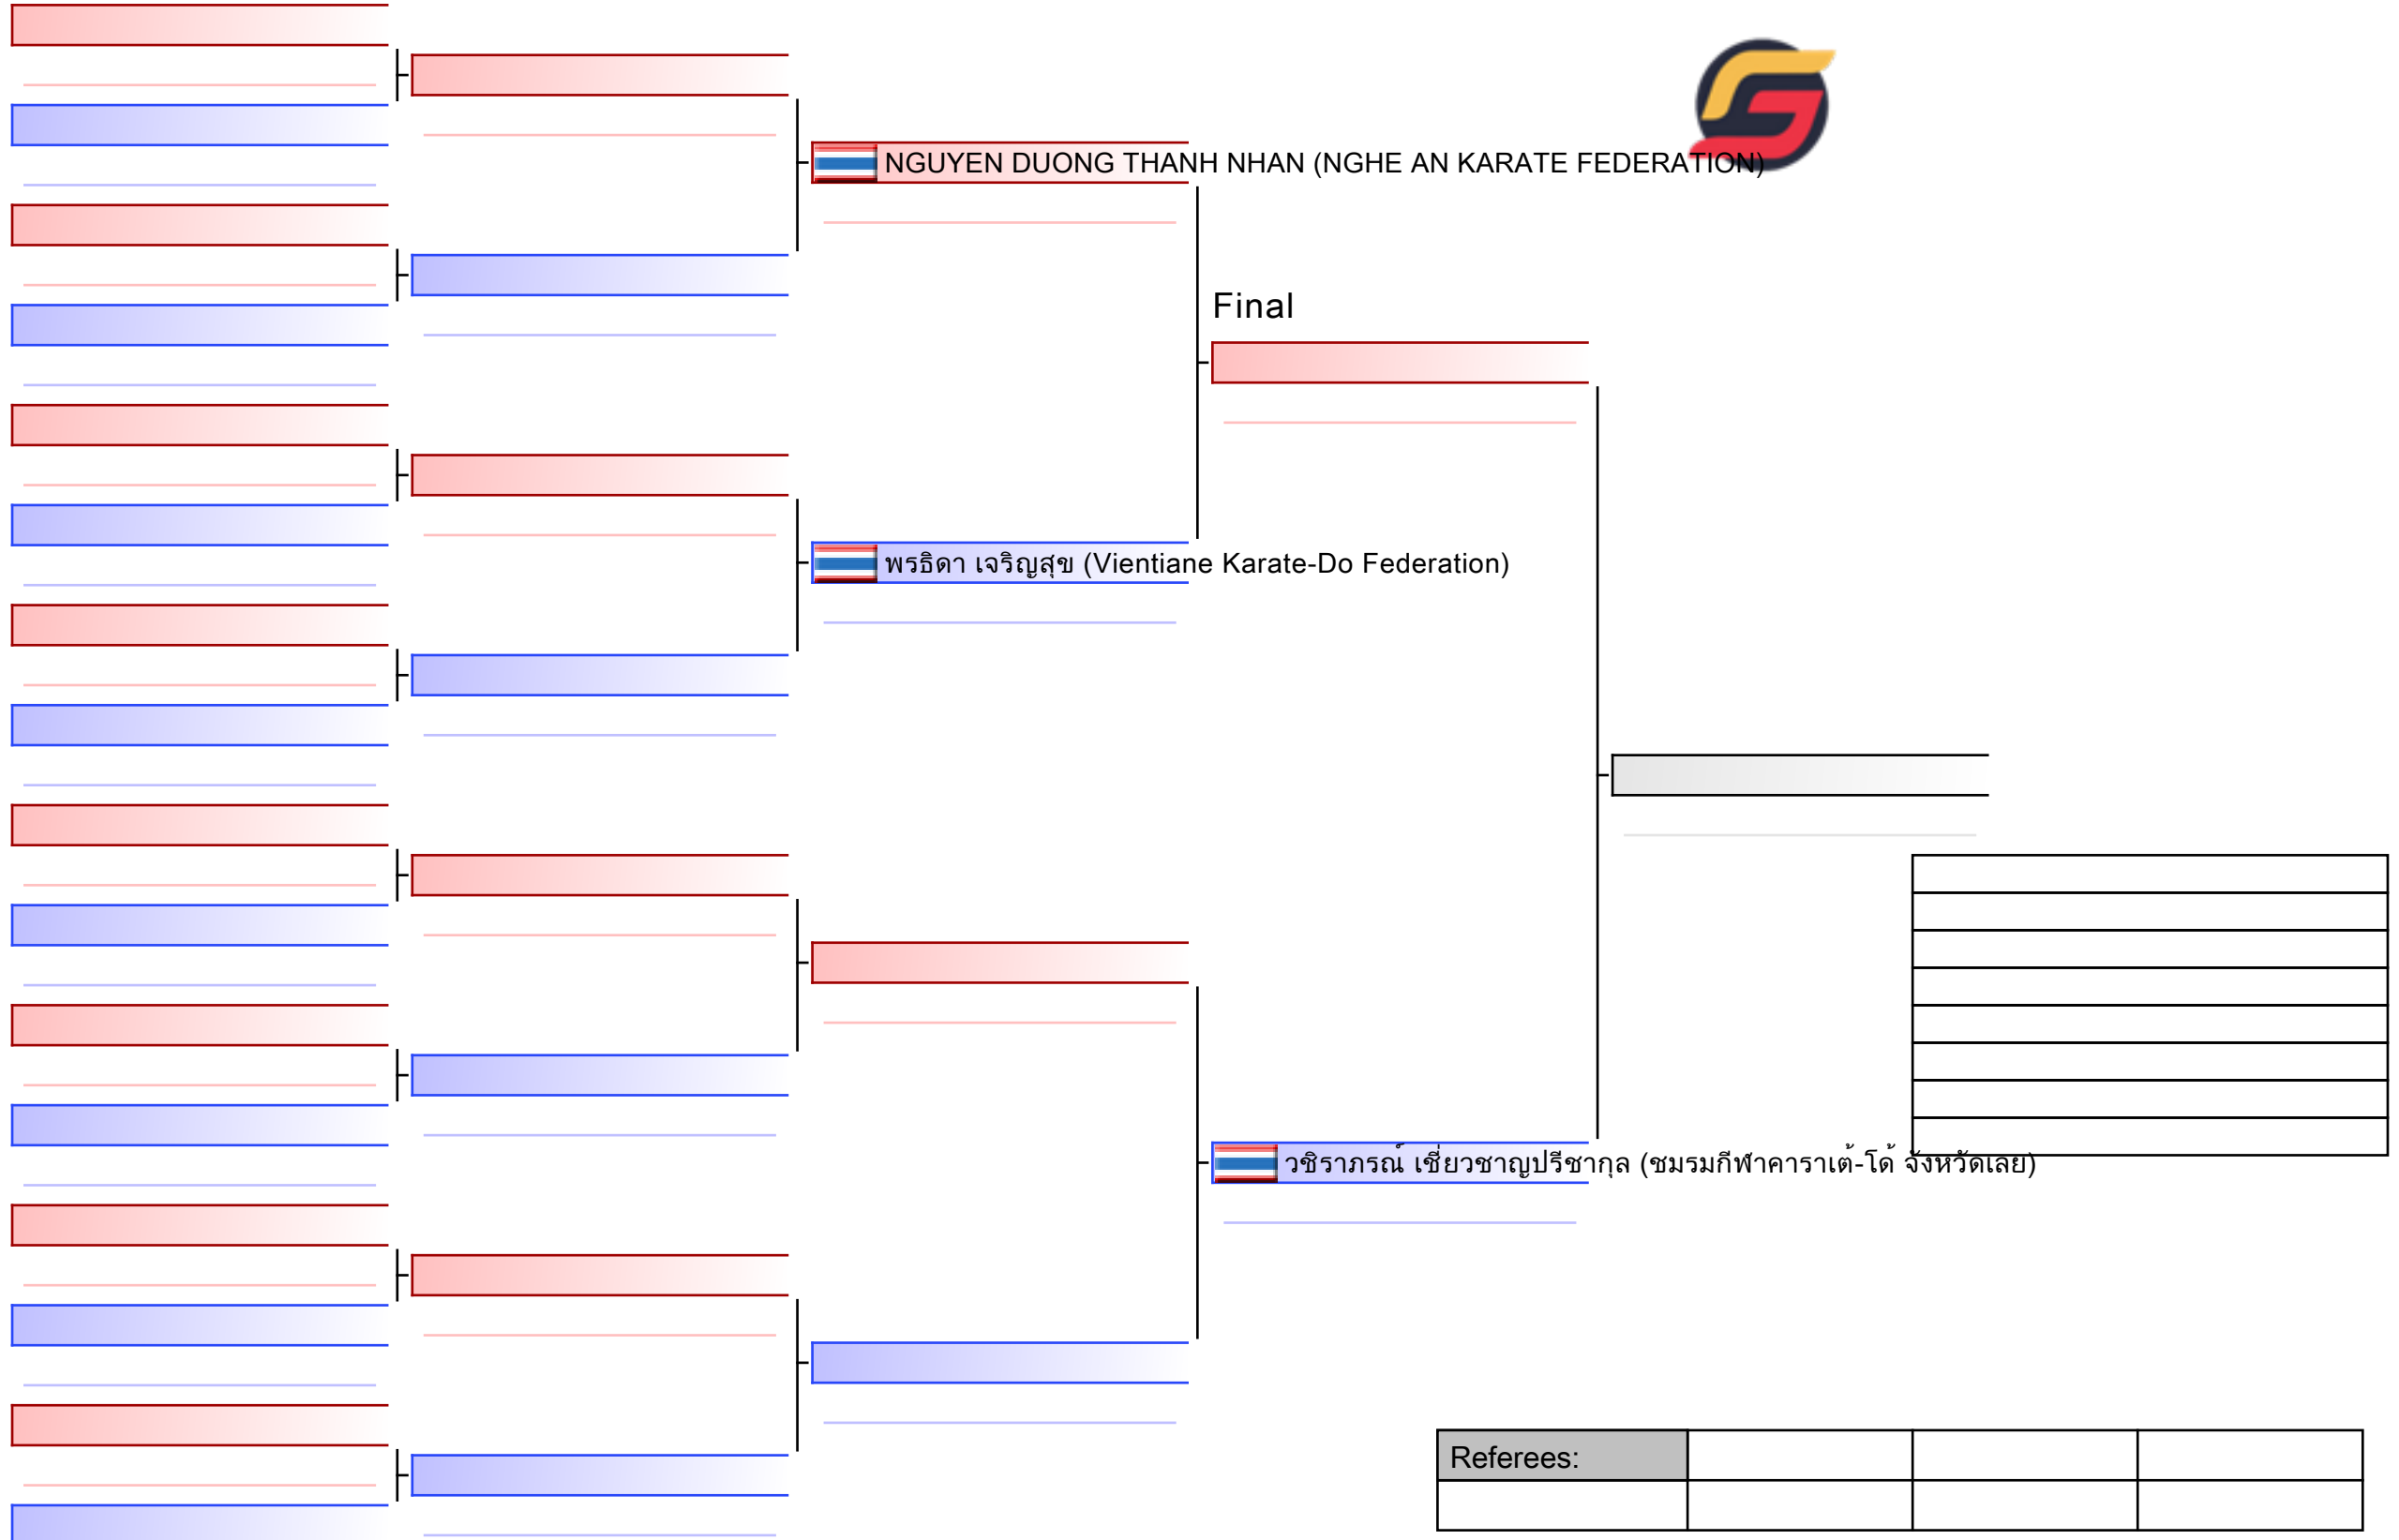 NGUYEN DUONG THANH NHAN (NGHE AN KARATE FEDERATION)
Final
พรธิดา เจริญสุข (Vientiane Karate-Do Federation)
วชิราภรณ์ เชี่ยวชาญปรีชากุล (ชมรมกีฬาคาราเต้-โด้ จังหวัดเลย)
Referees: